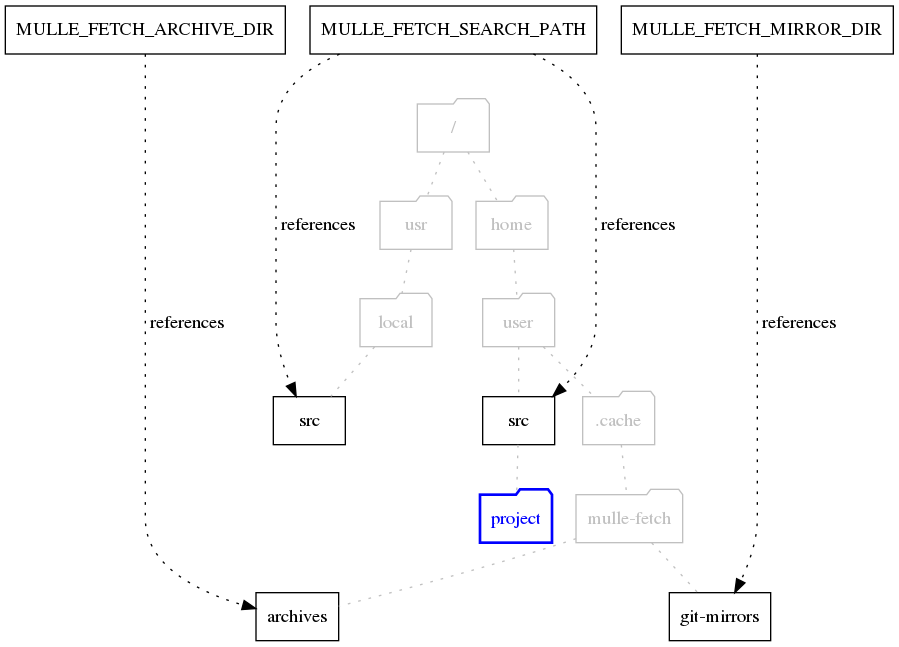 MULLE_FETCH_ARCHIVE_DIR
MULLE_FETCH_SEARCH_PATH
MULLE_FETCH_MIRROR_DIR
/
references
usr
home
references
references
local
user
references
src
src
.cache
project
mulle-fetch
archives
git-mirrors